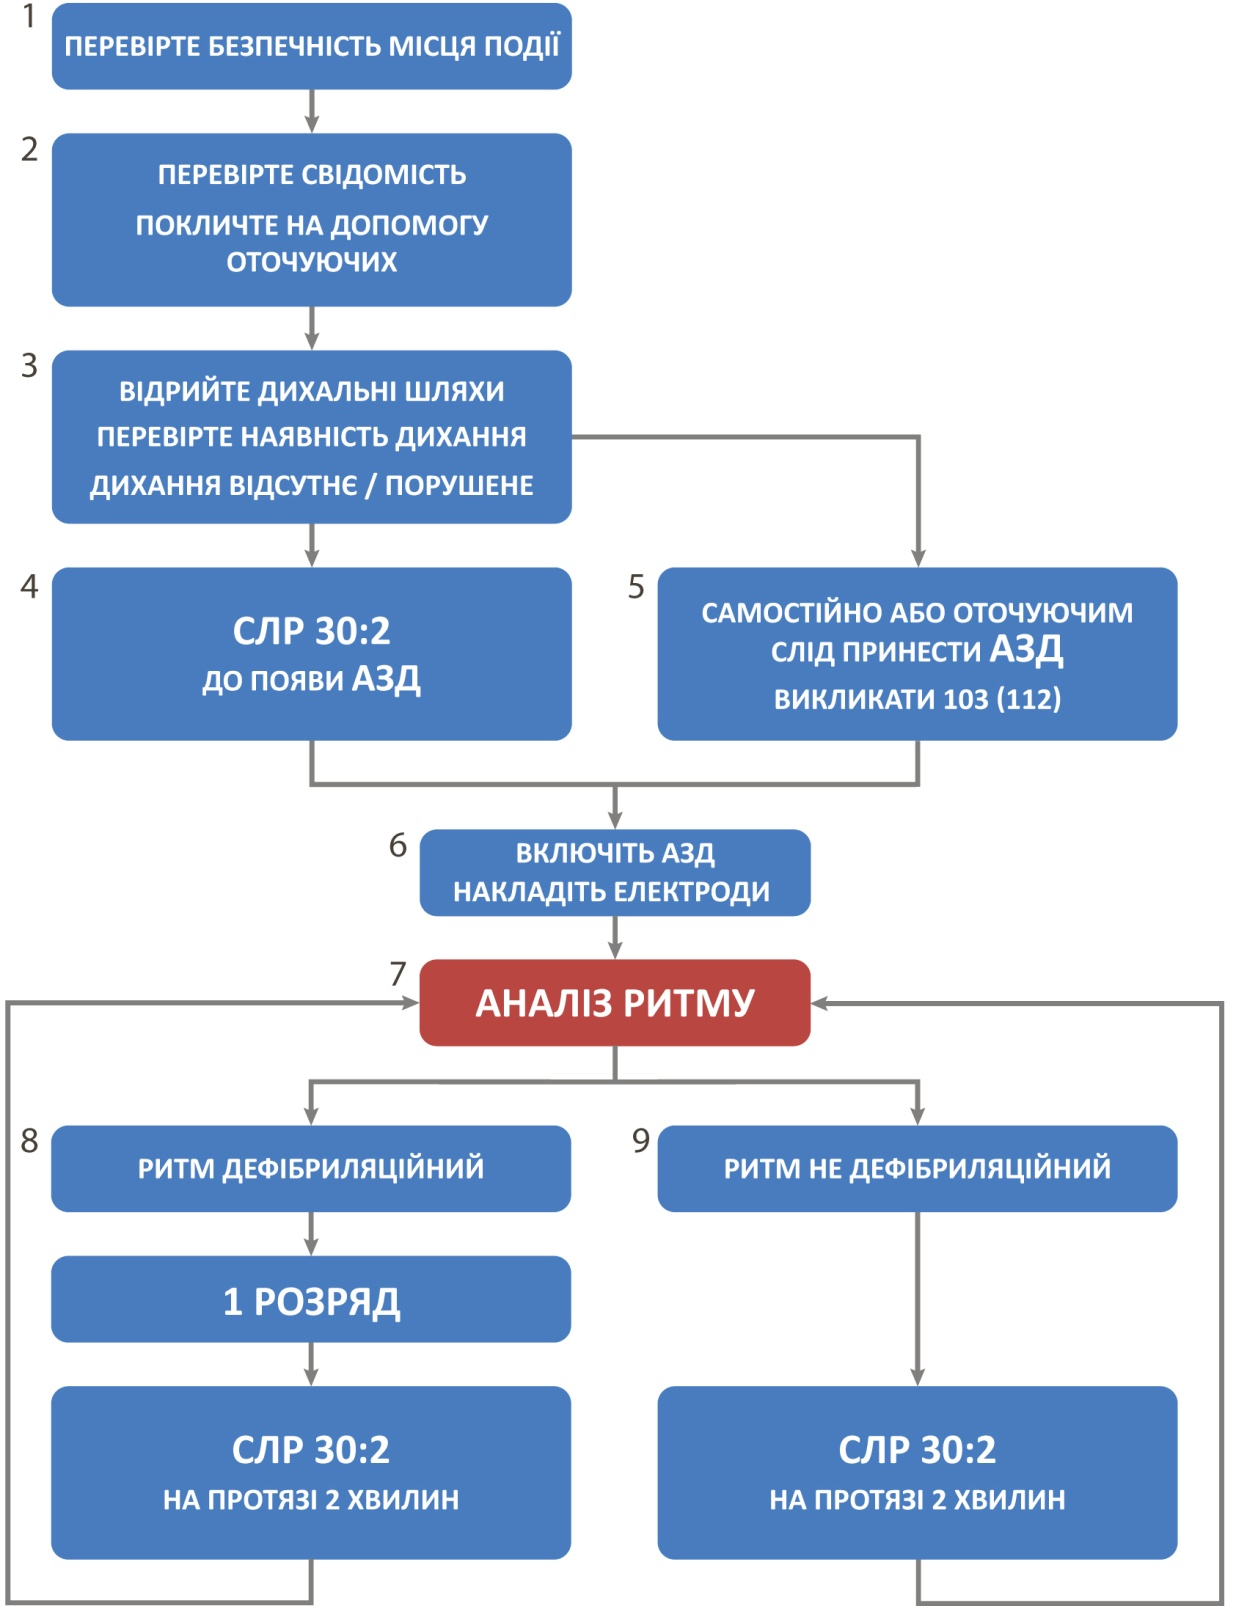 1
ПЕРЕВІРТЕ БЕЗПЕЧНІСТЬ МІСЦЯ ПОДІЇ
2
ПЕРЕВІРТЕ СВІДОМІСТЬ
ПОКЛИЧТЕ НА ДОПОМОГУ
ОТОЧУЮЧИХ
3
ВІДРИЙТЕ ДИХАЛЬНІ ШЛЯХИ
ПЕРЕВІРТЕ НАЯВНІСТЬ ДИХАННЯ
ДИХАННЯ ВІДСУТНЄ / ПОРУШЕНЕ
4
СЛР 30:2
ДО ПОЯВИ АЗД
5
САМОСТІЙНО АБО ОТОЧУЮЧИМ
СЛІД ПРИНЕСТИ АЗД
ВИКЛИКАТИ 103 (112)
6
ВКЛЮЧІТЬ АЗД
НАКЛАДІТЬ ЕЛЕКТРОДИ
7
АНАЛІЗ РИТМУ
8
РИТМ ДЕФІБРИЛЯЦІЙНИЙ
1 РОЗРЯД
СЛР 30:2
НА ПРОТЯЗІ 2 ХВИЛИН
9
РИТМ НЕ ДЕФІБРИЛЯЦІЙНИЙ
СЛР 30:2
НА ПРОТЯЗІ 2 ХВИЛИН